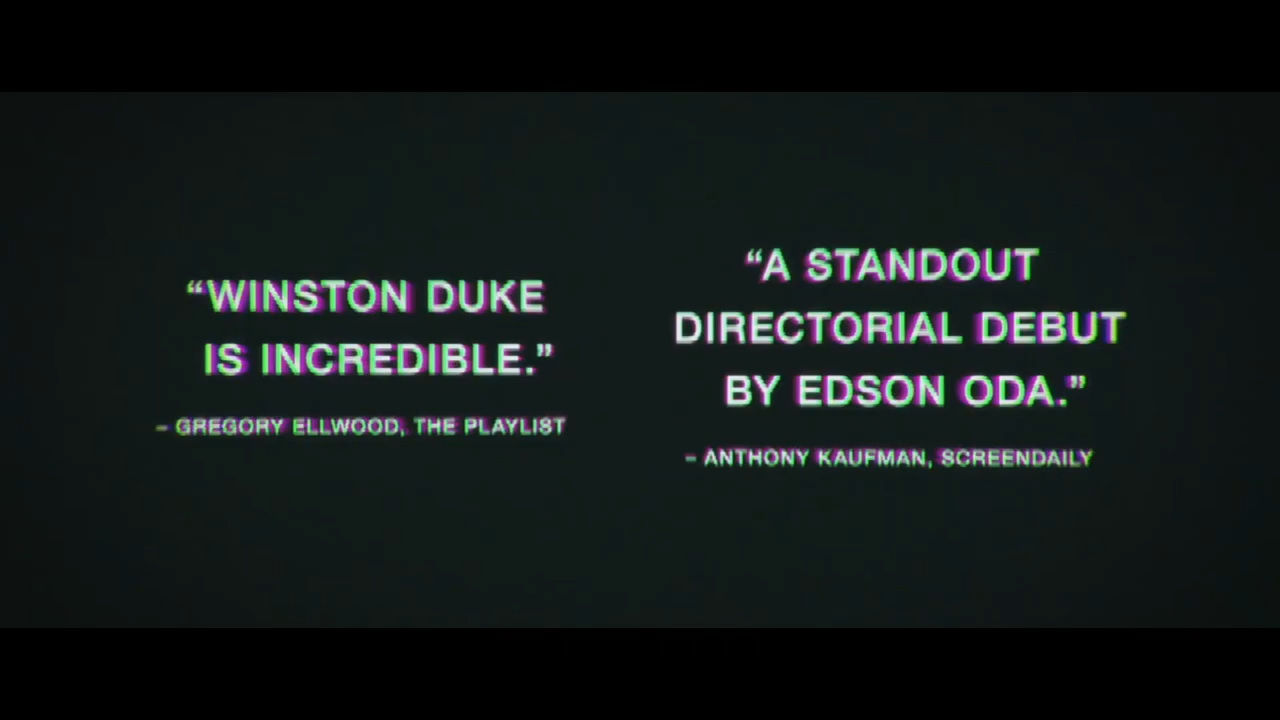 “WINSTON DUKE
IS INCREDIBLE.”
– GREGORY ELLWOOD, THE PLAYLIST
“A STANDOUT
DIRECTORIAL DEBUT
BY EDSON ODA.”
– ANTHONY KAUFMAN, SCREENDAILY